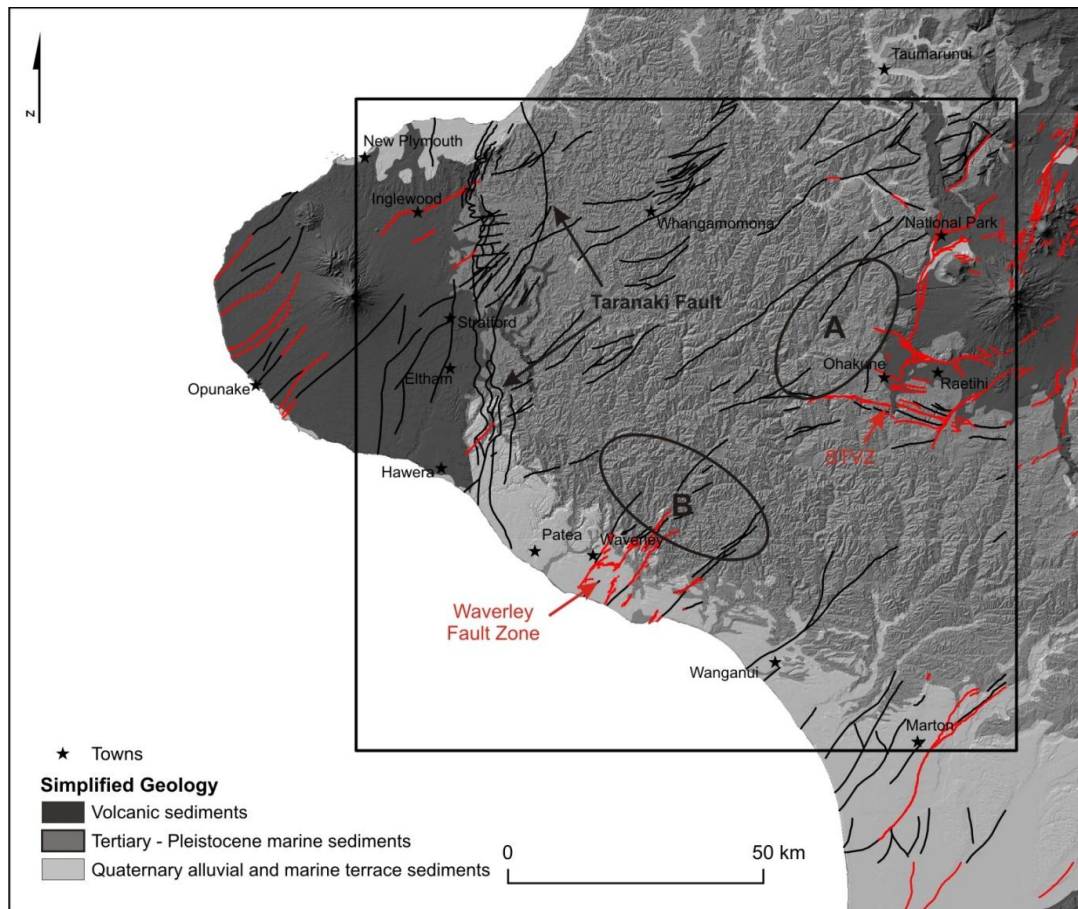 Taumarunui
N
New Plymouth
Inglewood
Whangamomona
National Park
Taranaki Fault
A
Stratford
Eltham
Ohakune
Raetihi
Opunake
STVZ
Hawera
B
Patea
Waverley
Waverley
Fault Zone
Wanganui
Marton
Towns
Simplified Geology
Volcanic sediments
Tertiary - Pleistocene marine sediments
Quaternary alluvial and marine terrace sediments
0
50 km